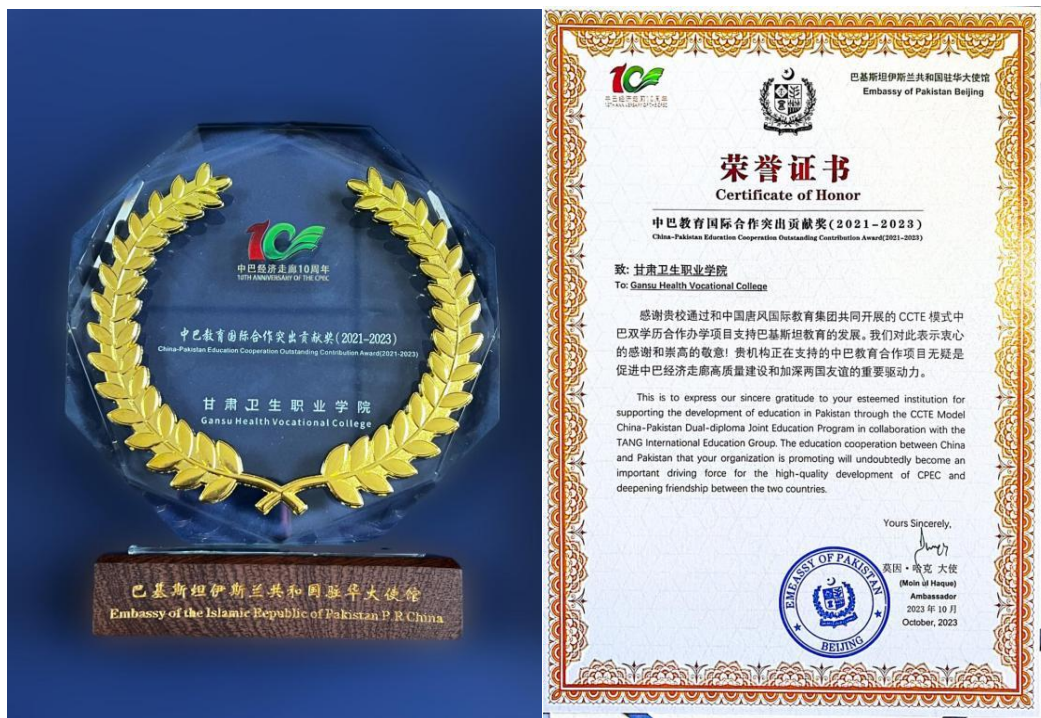 中巴经济走廊10周年
10TH ANNIVERSARY OF THE CPEC
中巴教育国际合作突出贡献奖(2021-2023)
China-Pakistan Education Cooperation Outstanding Contribution Award(2021-2023)
甘肃卫生职业学院
Gansu Health Vocational College
巴基斯坦伊斯兰共和国驻华大使馆
Embassy of the Islamic Republic of Pakistan P.R.China
中巴经济走廊10周年
10TH ANNIVERSARY OF THE CPEC
巴基斯坦伊斯兰共和国驻华大使馆
Embassy of Pakistan Beijing
荣誉证书
Certificate of Honor
中巴教育国际合作突出贡献奖(2021-2023)
China-Pakistan Education Cooperation Outstanding Contribution Award(2021-2023)
致: 甘肃卫生职业学院
To: Gansu Health Vocational College
感谢贵校通过和中国唐风国际教育集团共同开展的 CCTE 模式中
巴双学历合作办学项目支持巴基斯坦教育的发展。我们对此表示衷心
的感谢和崇高的敬意! 贵机构正在支持的中巴教育合作项目无疑是
促进中巴经济走廊高质量建设和加深两国友谊的重要驱动力。
This is to express our sincere gratitude to your esteemed institution for
supporting the development of education in Pakistan through the CCTE Model
China-Pakistan Dual-diploma Joint Education Program in collaboration with the
TANG International Education Group. The education cooperation between China
and Pakistan that your organization is promoting will undoubtedly become an
important driving force for the high-quality development of CPEC and
deepening friendship between the two countries.
Yours Sincerely,
莫因·哈克 大使
(Moin ul Haque)
Ambassador
2023 年 10 月
October, 2023
EMBASSY OF PAKISTAN
BEIJING